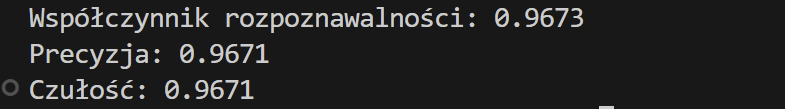 Współczynnik rozpoznawalności: 0.9673
Precyzja: 0.9671
Czułość: 0.9671